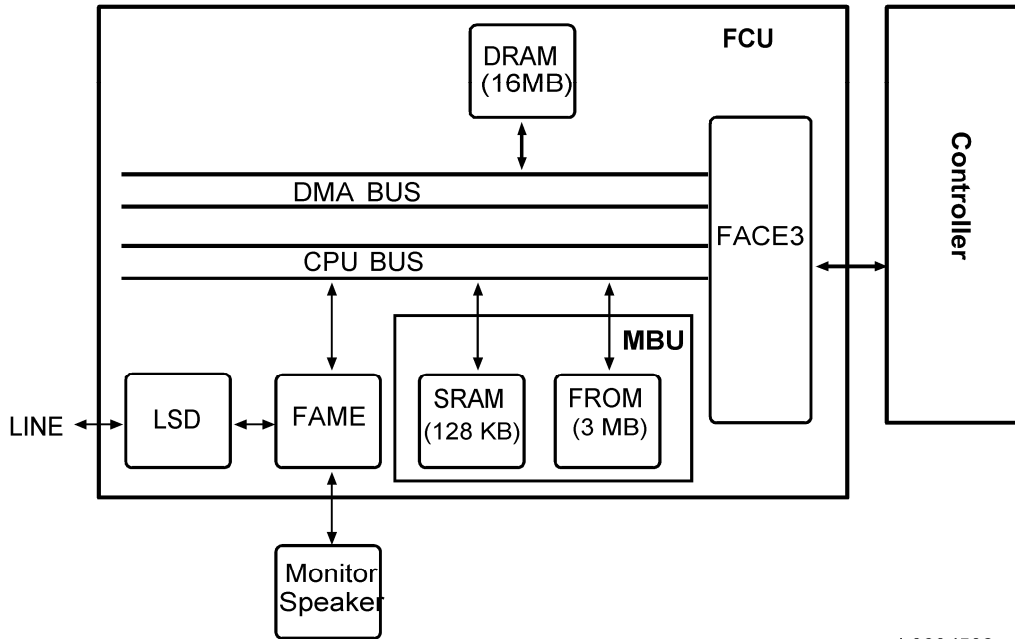 FCU
DRAM
(16MB)
Controller
DMA BUS
FACE3
CPU BUS
MBU
LSD
FAME
SRAM
(128 KB)
FROM
(3 MB)
LINE
Monitor
Speaker